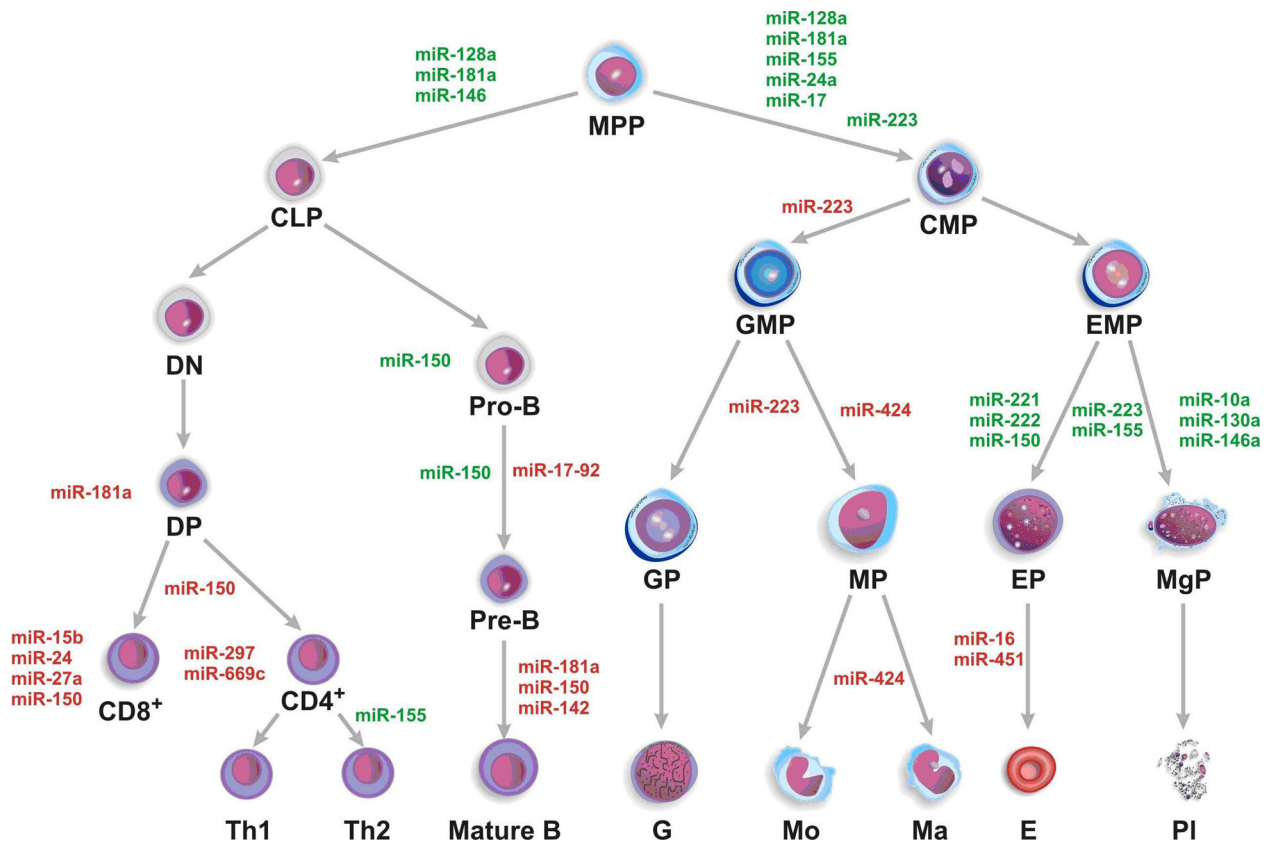 miR-128a
miR-181a
miR-146
MPP
miR-128a
miR-181a
miR-155
miR-24a
miR-17
miR-223
CLP
CMP
miR-223
DN
GMP
EMP
miR-150
Pro-B
miR-223
miR-424
miR-221
miR-222
miR-150
miR-223
miR-155
miR-10a
miR-130a
miR-146a
miR-150
miR-17-92
miR-181a
DP
GP
MP
EP
MgP
miR-150
Pre-B
miR-15b
miR-24
miR-27a
miR-150
CD8+
miR-297
miR-669c
CD4+
miR-155
miR-181a
miR-150
miR-142
miR-424
miR-16
miR-451
Th1
Th2
Mature B
G
Mo
Ma
E
Pl